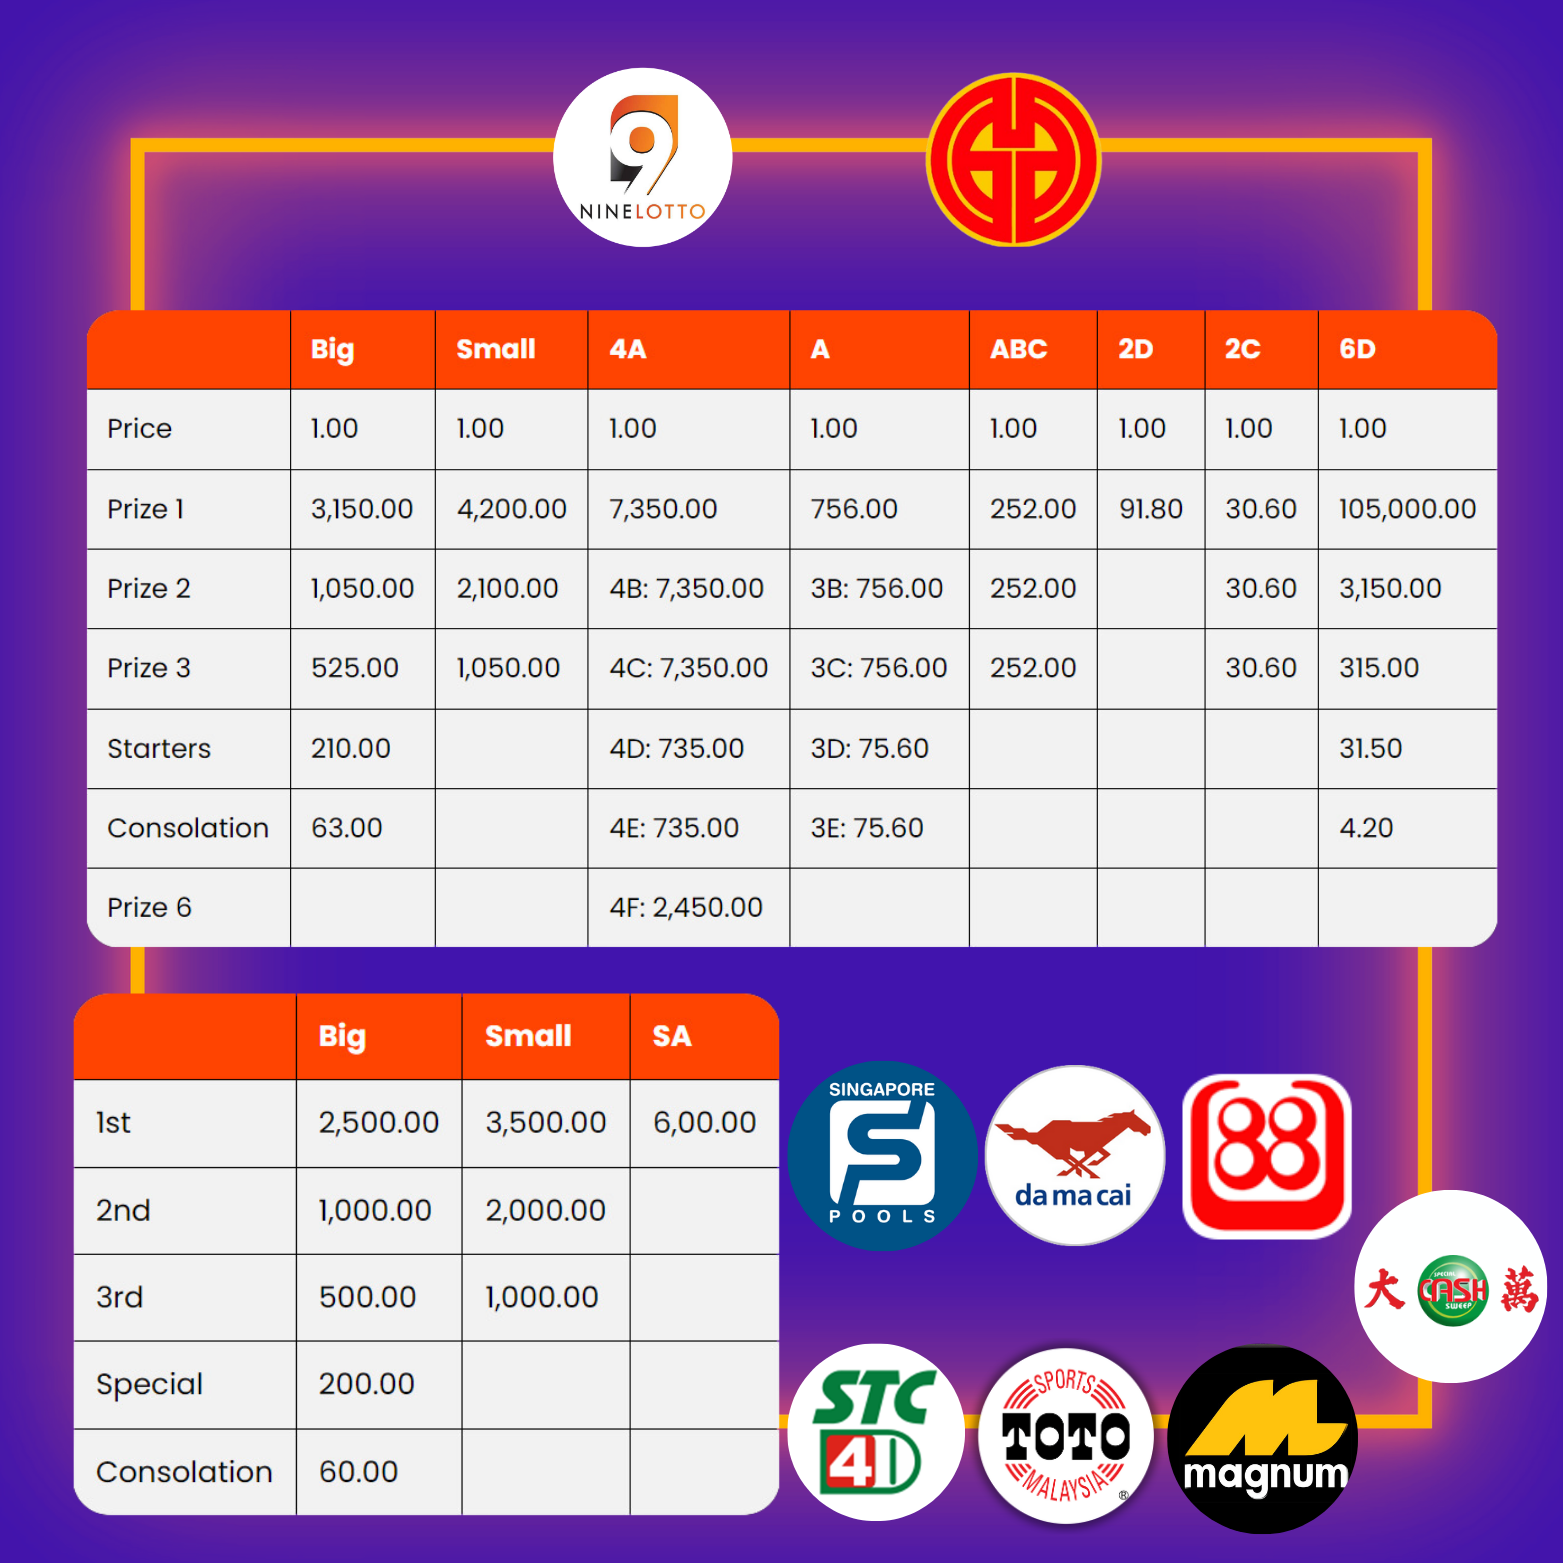 NINELOTTO
Big Small 4A A ABC 2D 2C 6D
Price 1.00 1.00 1.00 1.00 1.00 1.00 1.00 1.00
Prize 1 3,150.00 4,200.00 7,350.00 756.00 252.00 91.80 30.60 105,000.00
Prize 2 1,050.00 2,100.00 4B: 7,350.00 3B: 756.00 252.00 30.60 3,150.00
Prize 3 525.00 1,050.00 4C: 7,350.00 3C: 756.00 252.00 30.60 315.00
Starters 210.00 4D: 735.00 3D: 75.60 31.50
Consolation 63.00 4E: 735.00 3E: 75.60 4.20
Prize 6 4F: 2,450.00
Big Small SA
1st 2,500.00 3,500.00 6,00.00
2nd 1,000.00 2,000.00
3rd 500.00 1,000.00
Special 200.00
Consolation 60.00
SINGAPORE
POOLS
da ma cai
88
大 SPECIAL CASH SWEEP 萬
STC
4D
SPORTS
TOTO
MALAYSIA ®
magnum